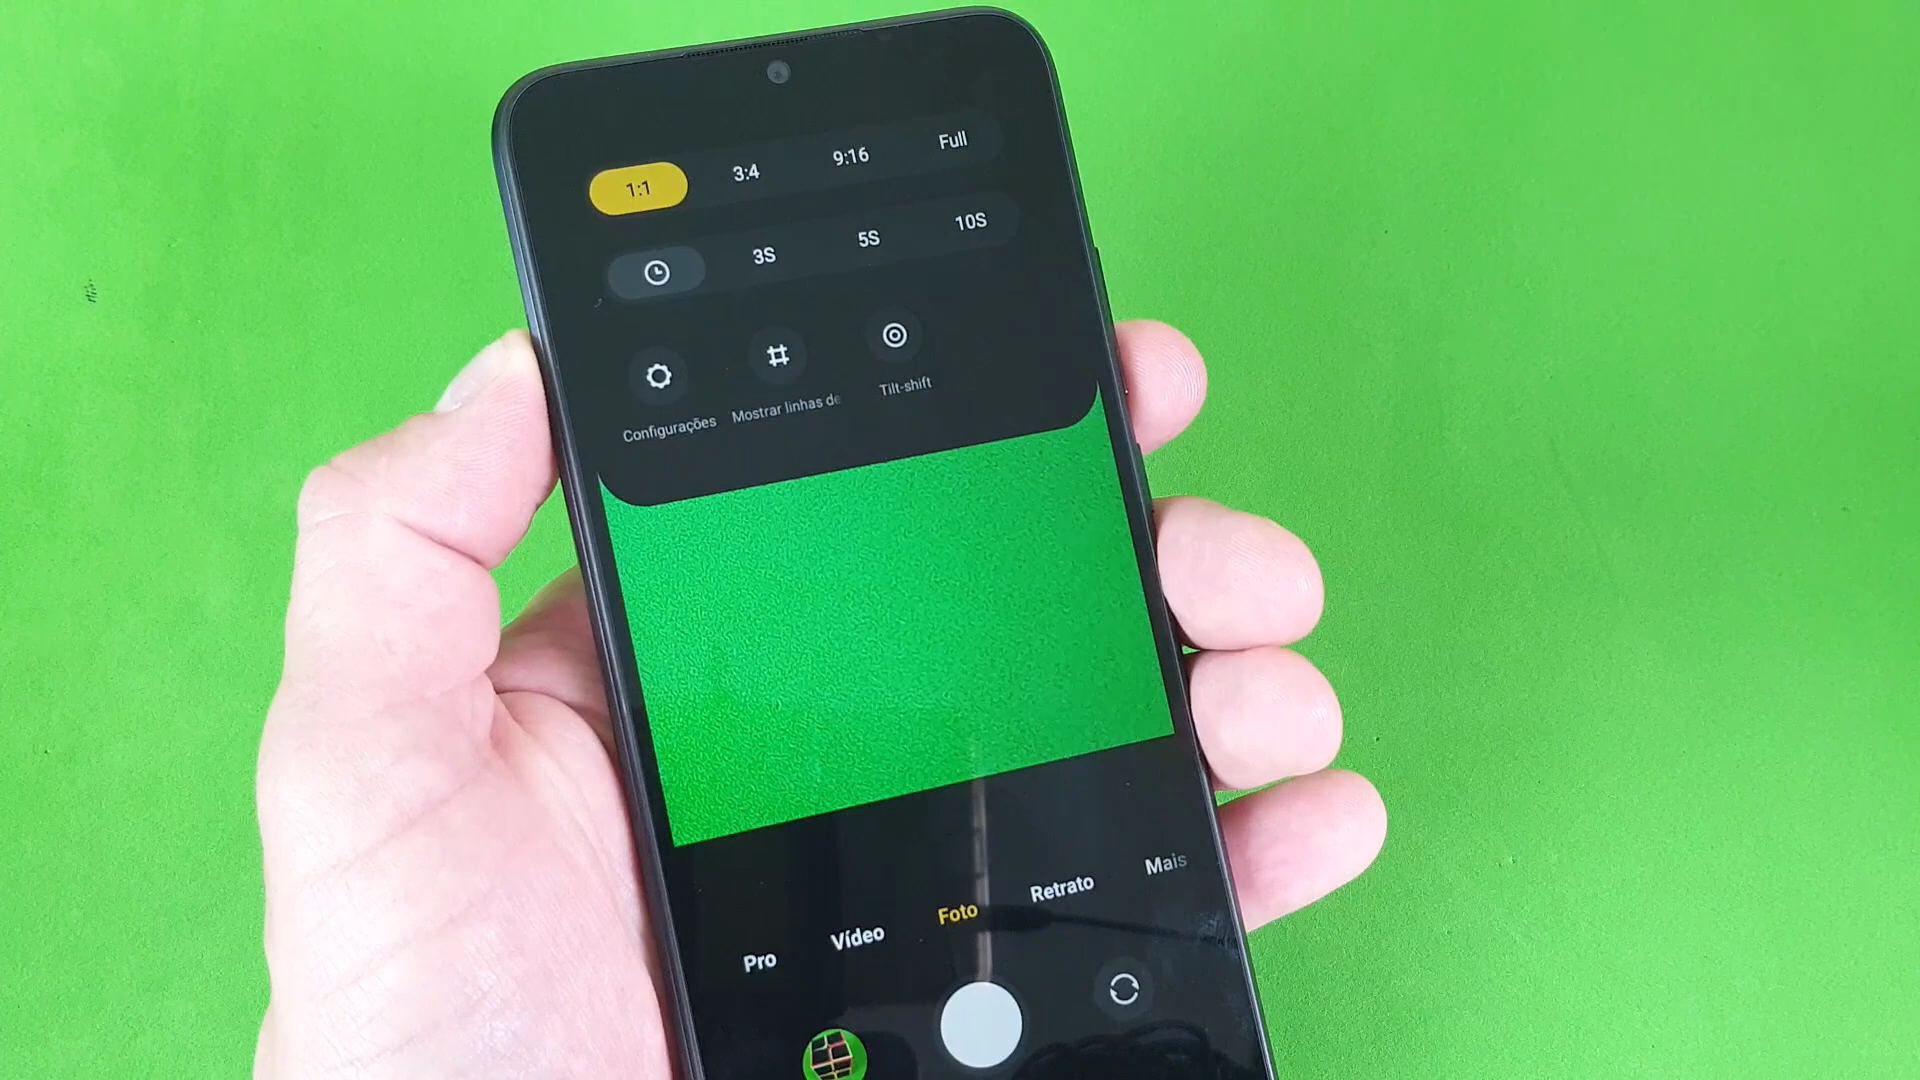 1:1 3:4 9:16 Full
3S 5S 10S
Configurações Mostrar linhas de Tilt-shift
Pro Vídeo Foto Retrato Mais